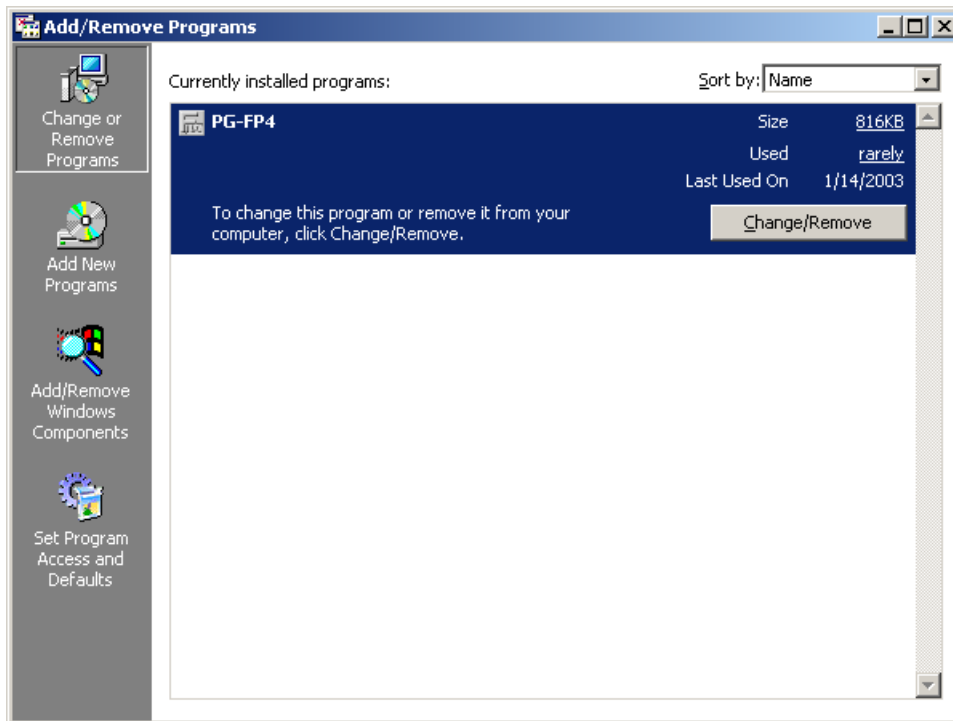 Add/Remove Programs
Change or
Remove
Programs
Add New
Programs
Add/Remove
Windows
Components
Set Program
Access and
Defaults
Currently installed programs:
Sort by: Name
PG-FP4
Size 816KB
Used rarely
Last Used On 1/14/2003
To change this program or remove it from your
computer, click Change/Remove.
Change/Remove